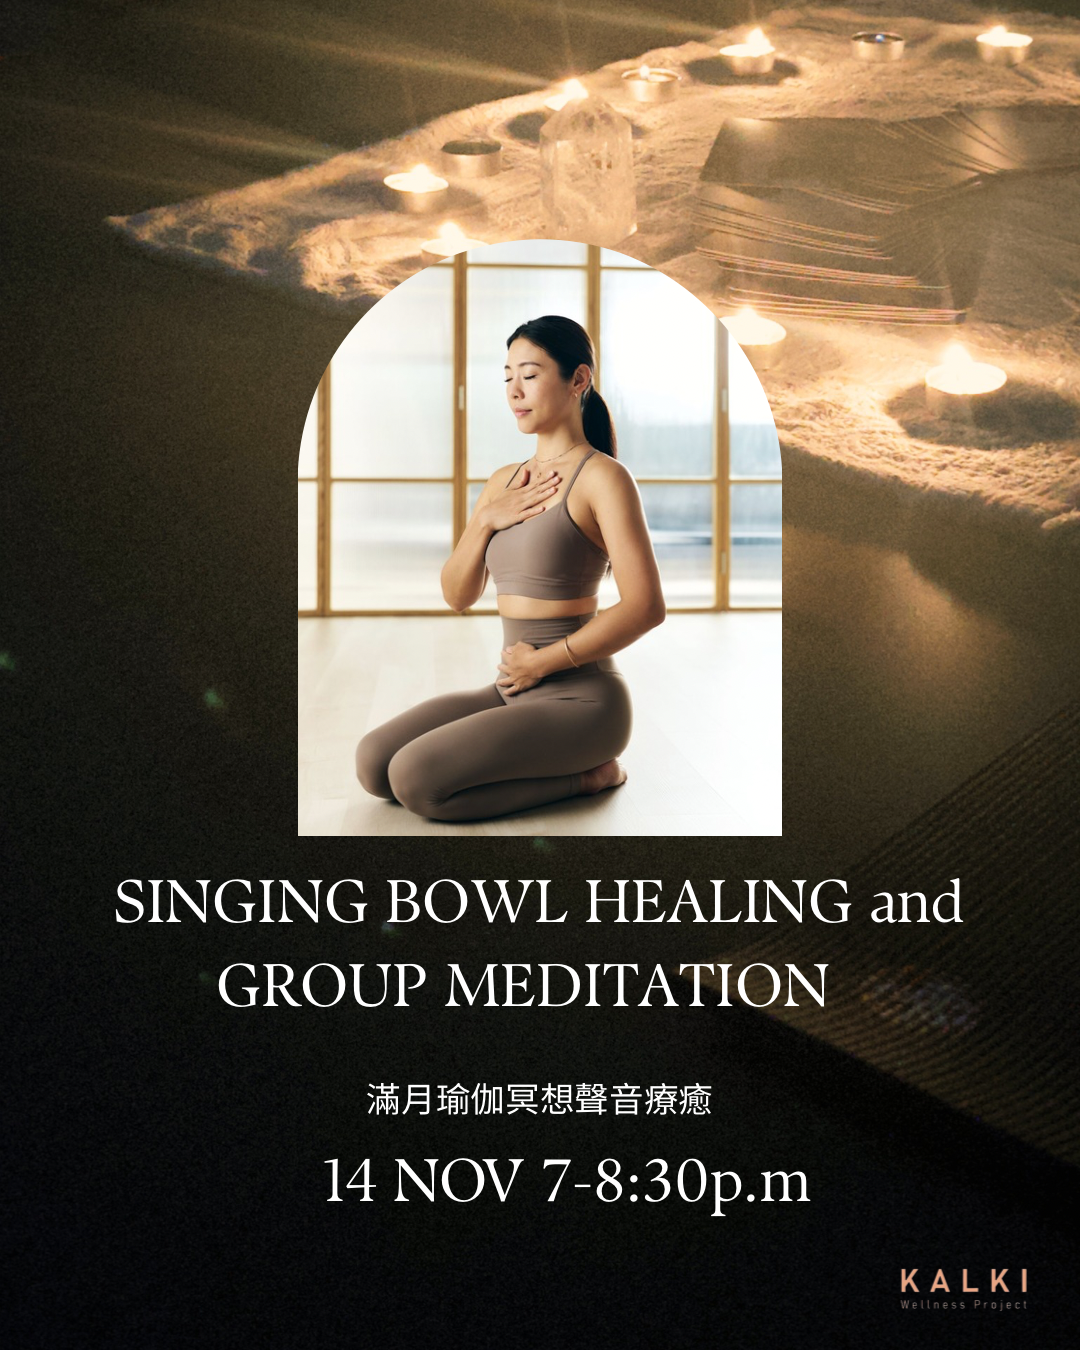 SINGING BOWL HEALING and
GROUP MEDITATION
滿月瑜伽冥想聲音療癒
14 NOV 7-8:30p.m
KALKI
Wellness Project